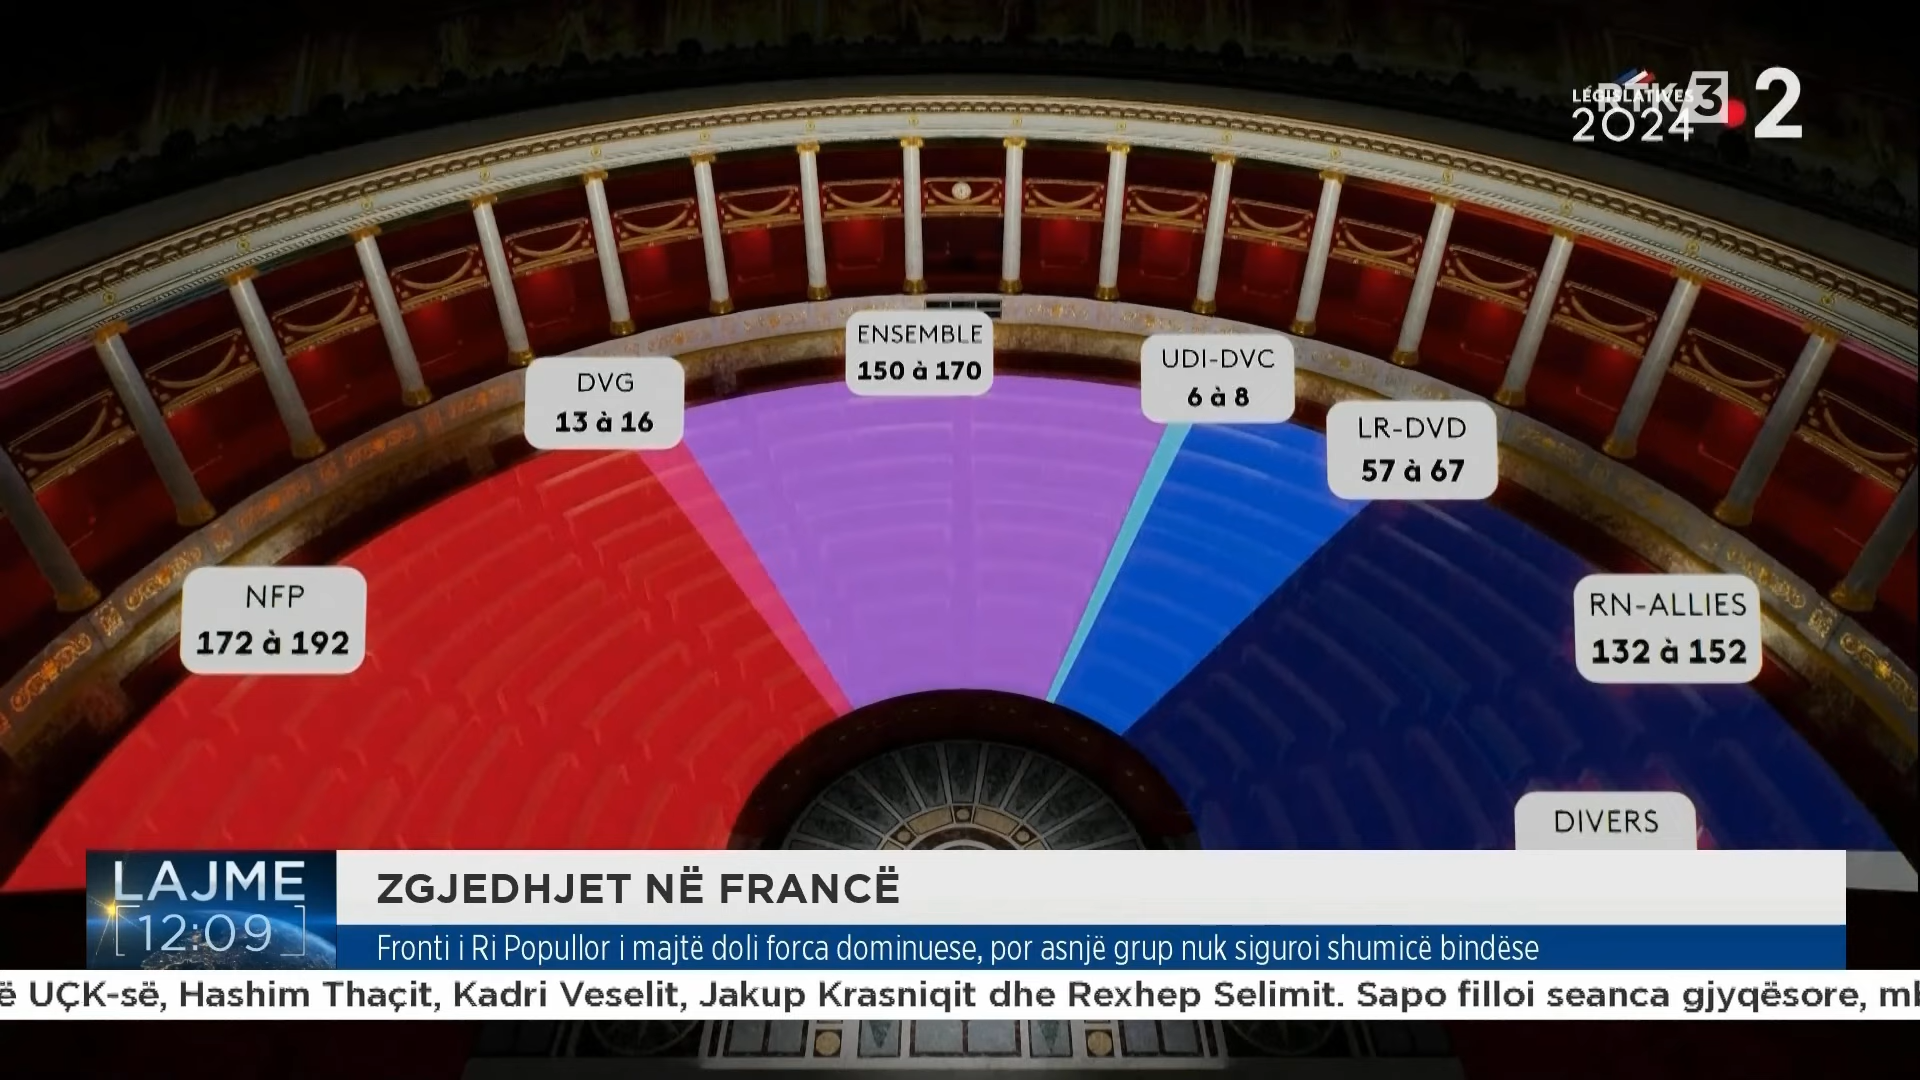 LÉGISLATIVES
2024
RTK3
2
ENSEMBLE
150 à 170
UDI-DVC
6 à 8
DVG
13 à 16
LR-DVD
57 à 67
NFP
172 à 192
RN-ALLIES
132 à 152
DIVERS
LAJME
12:09
ZGJEDHJET NË FRANCË
Fronti i Ri Popullor i majtë doli forca dominuese, por asnjë grup nuk siguroi shumicë bindëse
ë UÇK-së, Hashim Thaçit, Kadri Veselit, Jakup Krasniqit dhe Rexhep Selimit. Sapo filloi seanca gjyqësore,